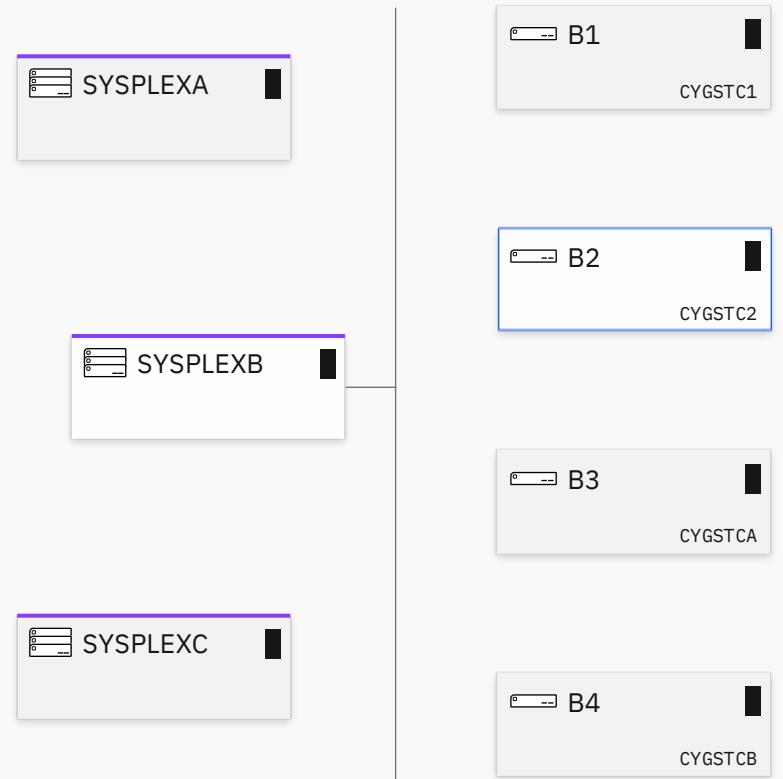 SYSPLEXA
SYSPLEXB
SYSPLEXC
B1
CYGSTC1
B2
CYGSTC2
B3
CYGSTCA
B4
CYGSTCB